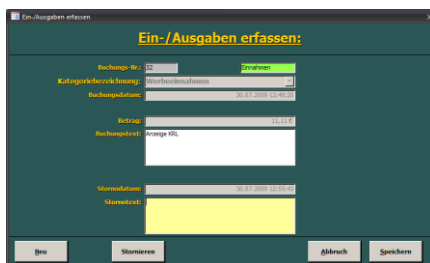 Ein-/Ausgaben erfassen
Ein-/Ausgaben erfassen:
Buchungs-Nr.: 32 Einnahmen
Kategoriebezeichnung: Werbeeinnahmen
Buchungsdatum: 30.07.2009 12:48:20
Betrag: 11,11 €
Buchungstext: Anzeige KRL
Stornodatum: 30.07.2009 12:55:43
Stornotext:
Neu Stornieren Abbruch Speichern